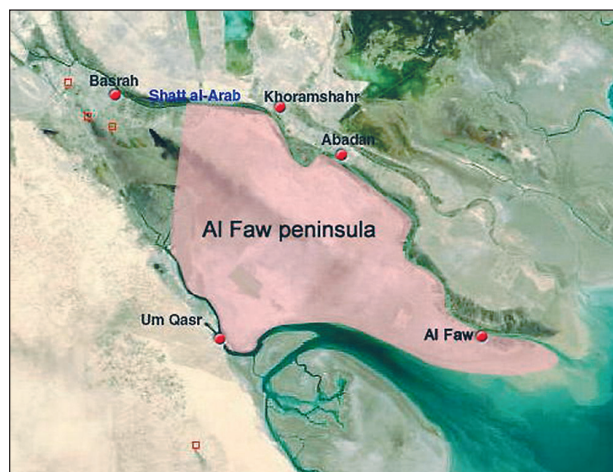 Basrah
Shatt al-Arab
Khoramshahr
Abadan
Al Faw peninsula
Um Qasr
Al Faw